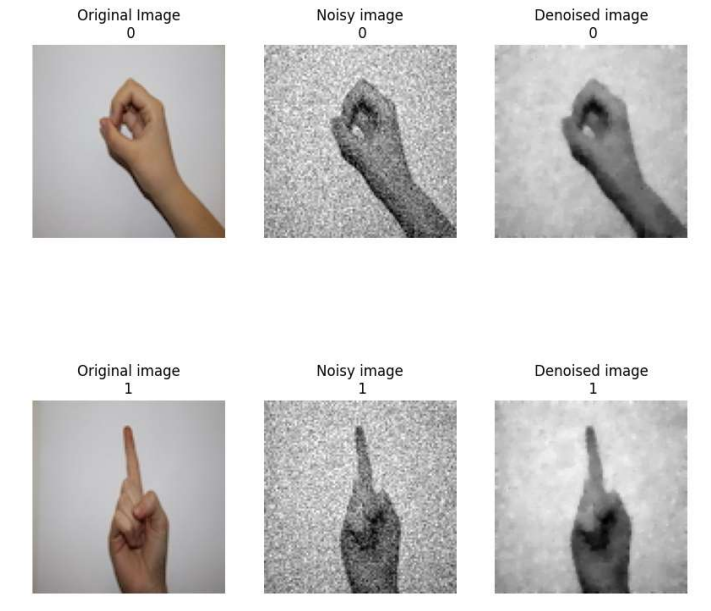 Original Image
0
Noisy image
0
Denoised image
0
Original image
1
Noisy image
1
Denoised image
1